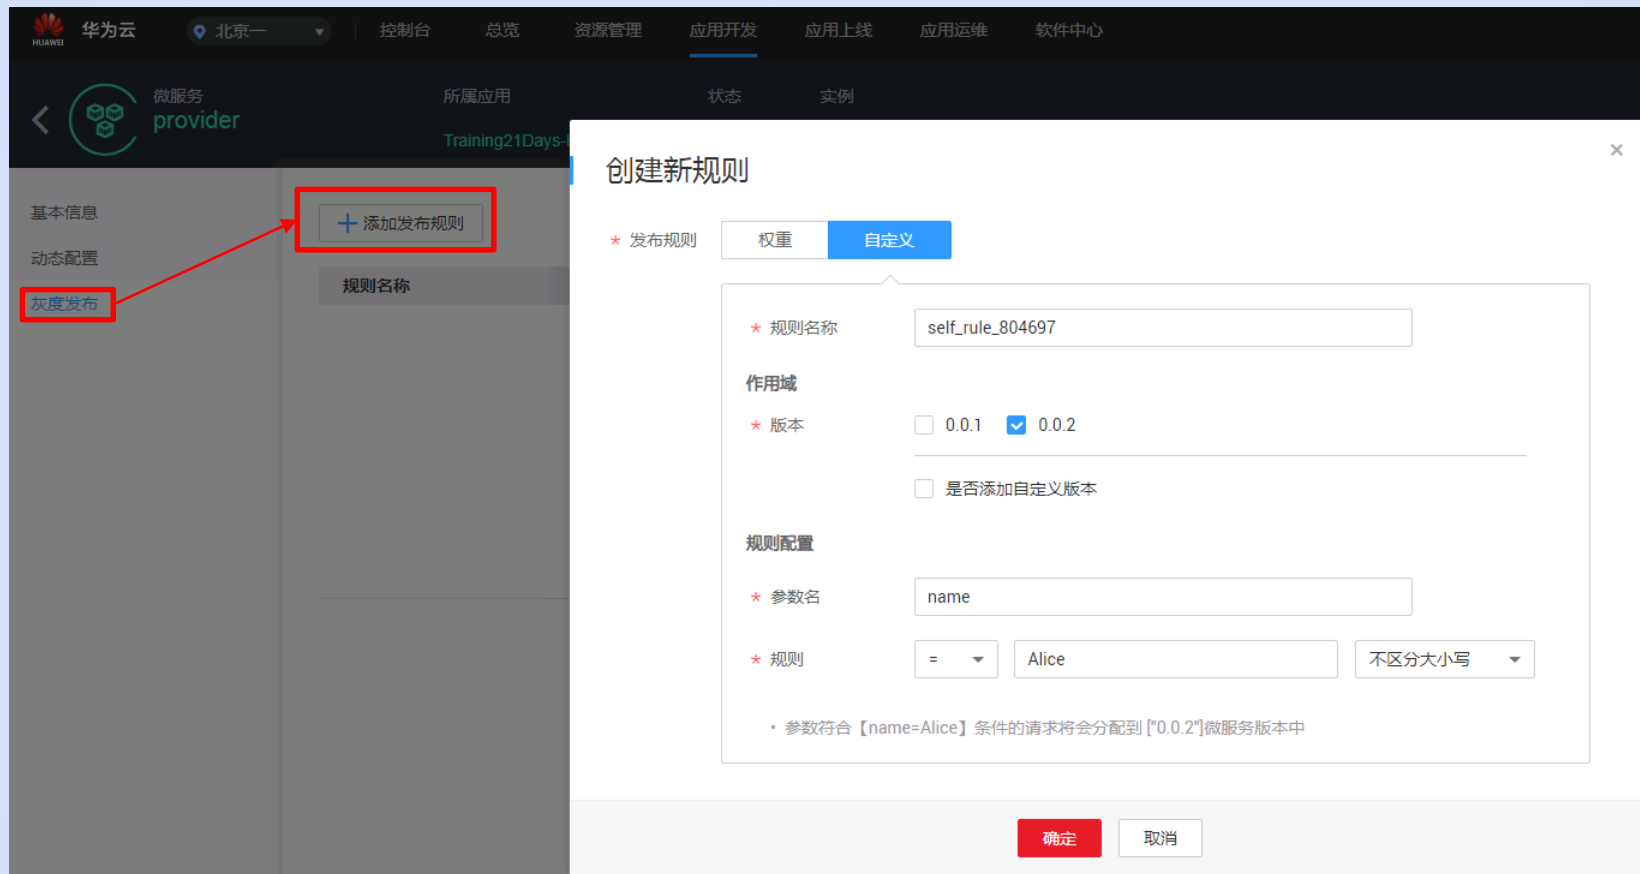 HUAWEI 华为云 北京一 控制台 总览 资源管理 应用开发 应用上线 应用运维 软件中心
微服务 所属应用 状态 实例
provider
Training21Days-
创建新规则
基本信息
添加发布规则
* 发布规则 权重 自定义
动态配置
规则名称
灰度发布
* 规则名称 self_rule_804697
作用域
* 版本 0.0.1 0.0.2
是否添加自定义版本
规则配置
* 参数名 name
* 规则 = Alice 不区分大小写
· 参数符合【name=Alice】条件的请求将会分配到 ["0.0.2"]微服务版本中
确定 取消